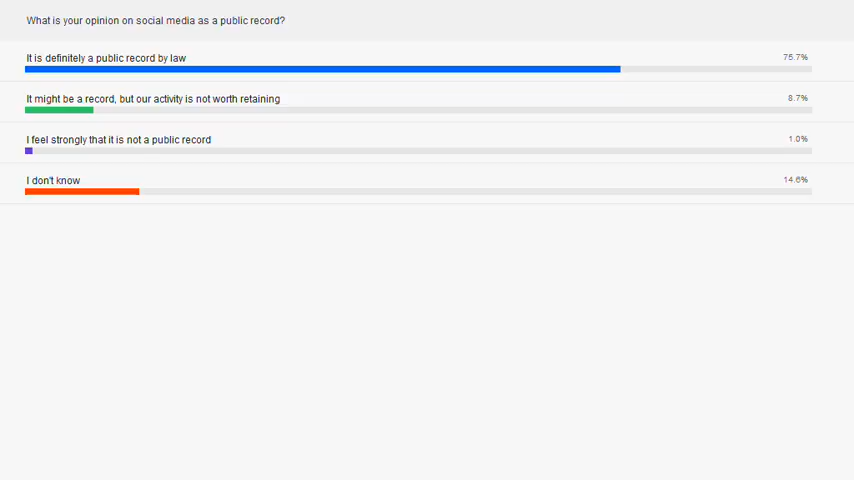 What is your opinion on social media as a public record?
It is definitely a public record by law 75.7%
It might be a record, but our activity is not worth retaining 8.7%
I feel strongly that it is not a public record 1.0%
I don't know 14.6%